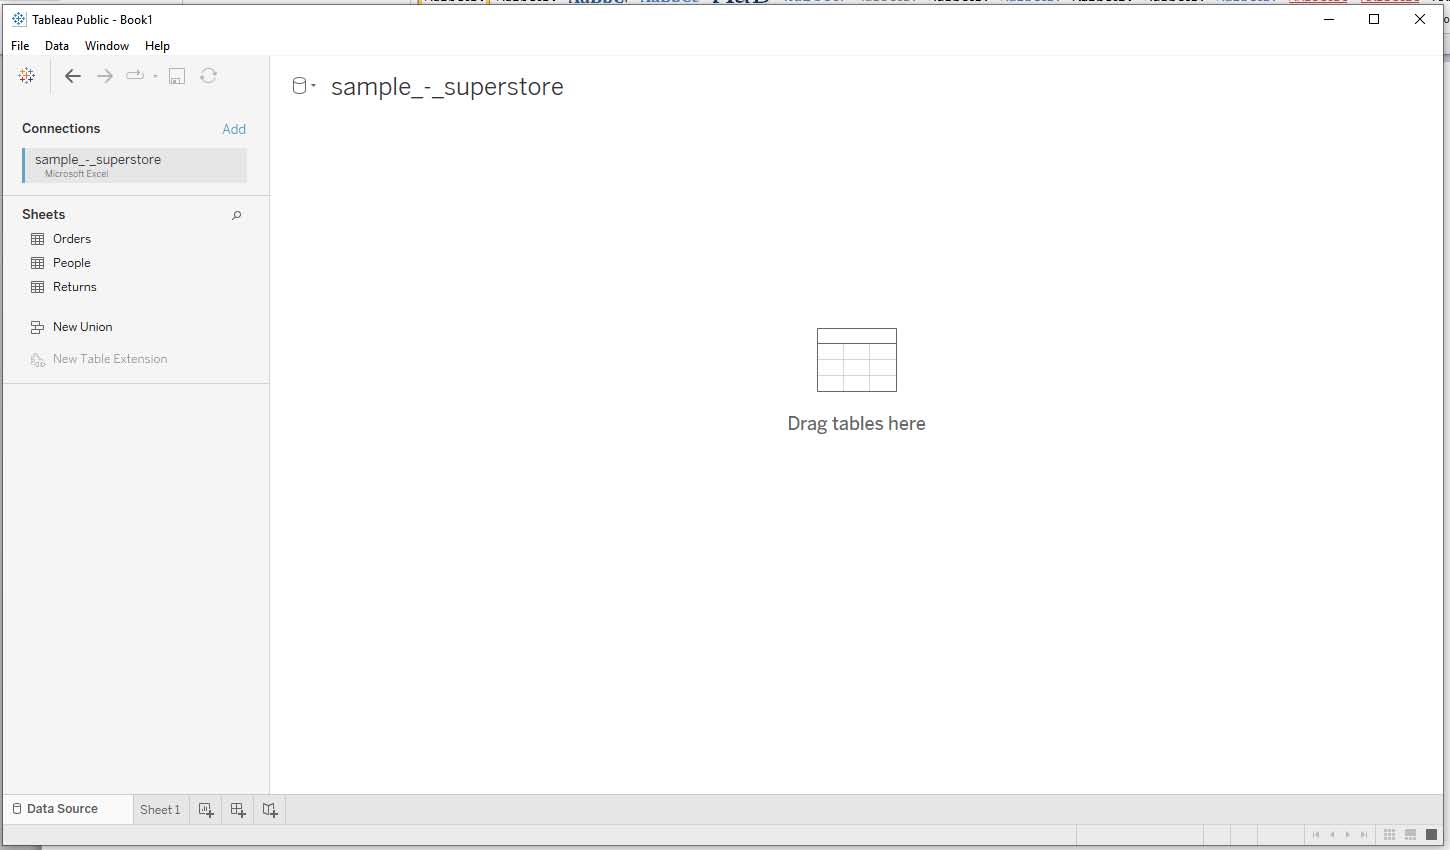 Tableau Public - Book1
File Data Window Help
sample_-_superstore
Connections Add
sample_-_superstore
Microsoft Excel
Sheets
Orders
People
Returns
New Union
New Table Extension
Drag tables here
Data Source Sheet 1